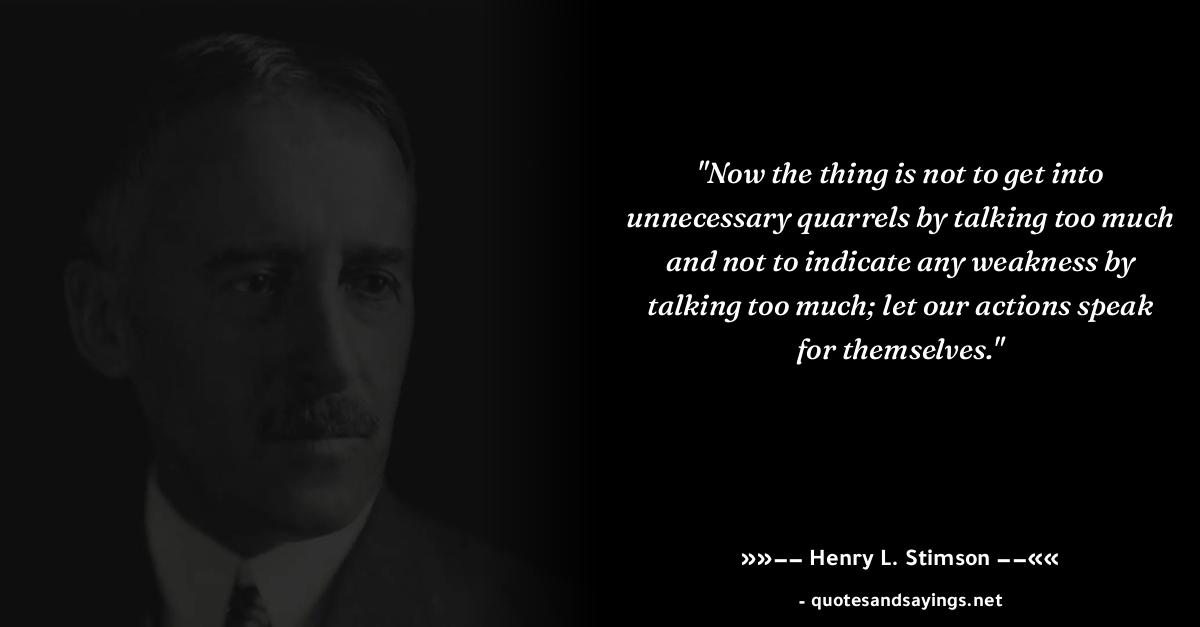 "Now the thing is not to get into
unnecessary quarrels by talking too much
and not to indicate any weakness by
talking too much; let our actions speak
for themselves."
»»−− Henry L. Stimson −−««
- quotesandsayings.net